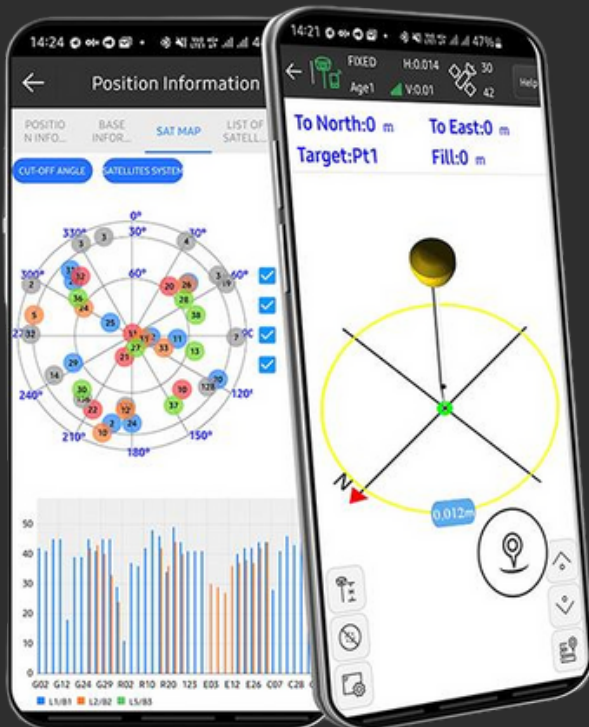 14:24
Position Information
POSITIO
N INFO...
BASE
INFOR...
SAT MAP
LIST OF
SATELL...
CUT-OFF ANGLE
SATELLITES SYSTEM
0°
330°
30°
30°
300°
60°
60°
240°
120°
210°
150°
180°
50
40
30
20
10
0
G02 G12 G24 G29 R02 R10 R20 125 E03 E12 E26 C07 C28
L1/B1 L2/B2 L5/B3
14:21
47%
FIXED
H:0.014
30
Age1
V:0.01
42
Help
To North:0 m
To East:0 m
Target:Pt1
Fill:0 m
N
0.012m